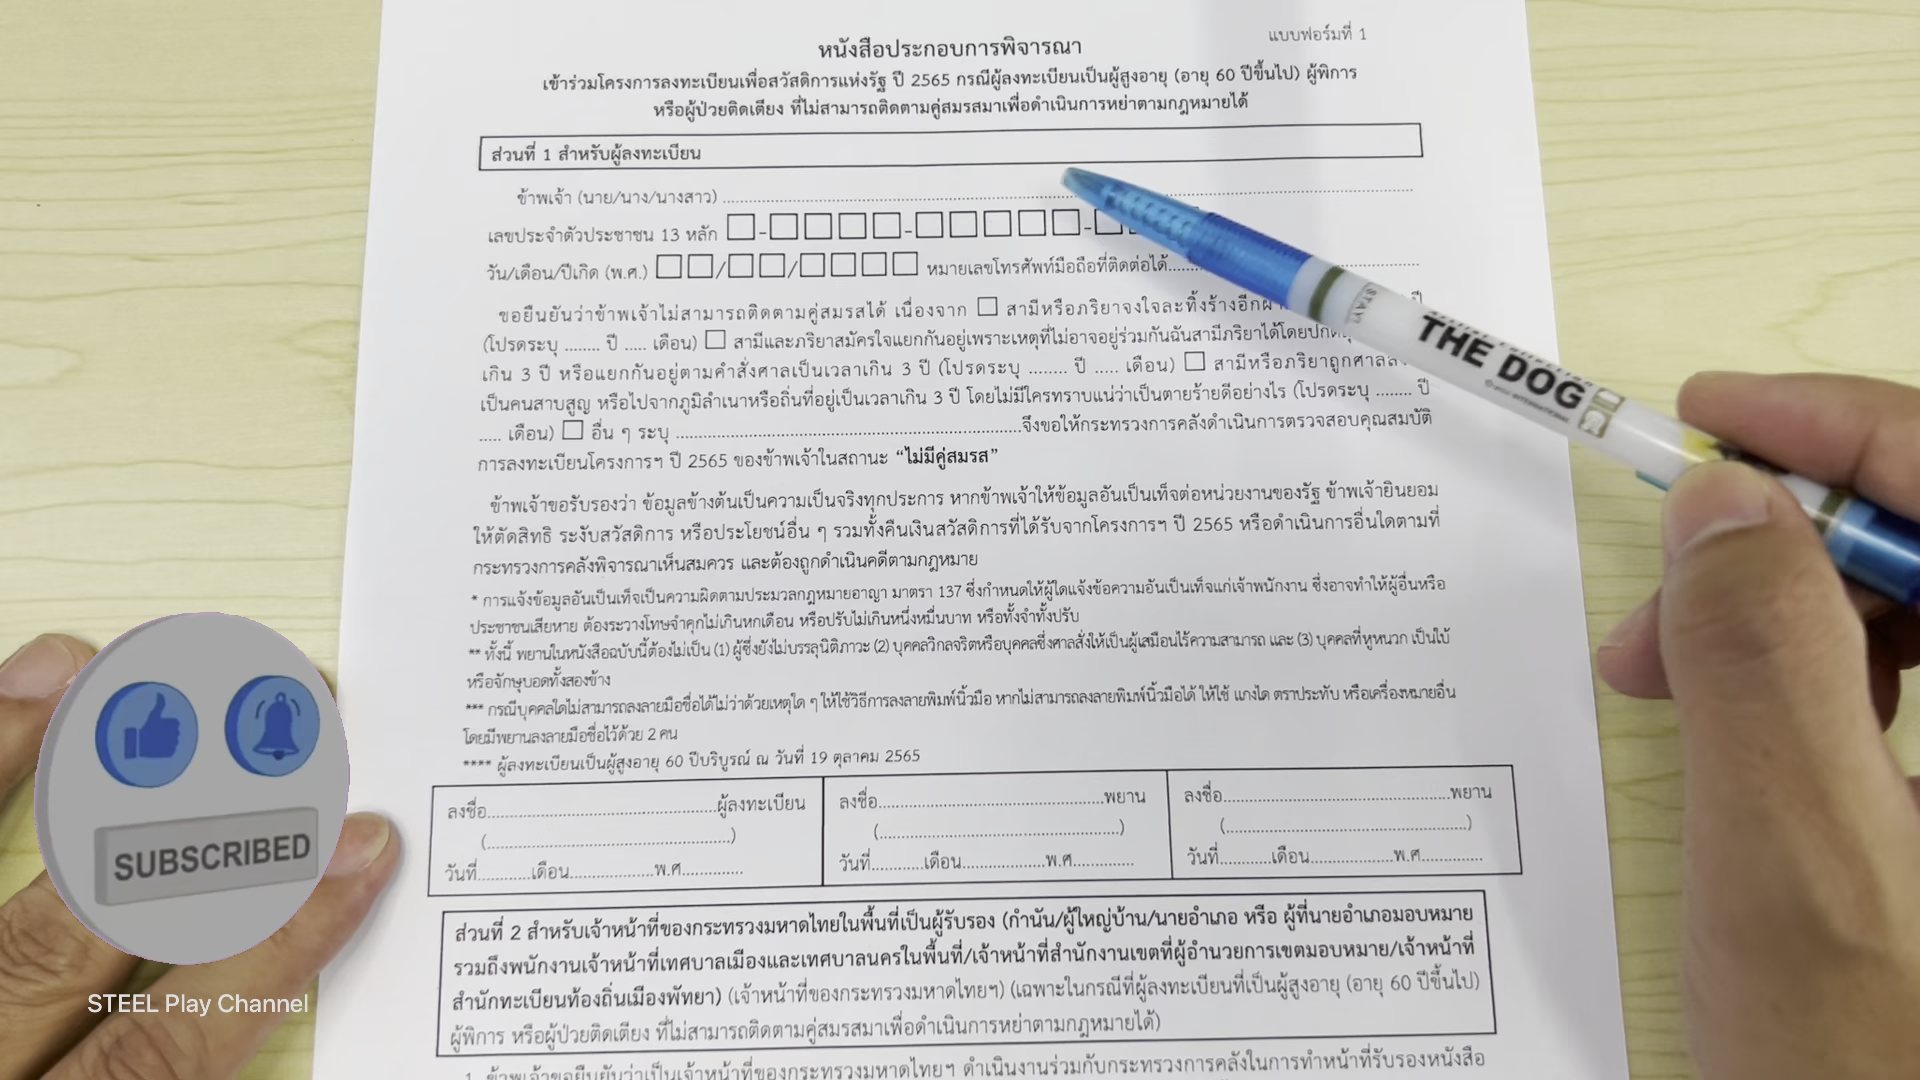 แบบฟอร์มที่ 1
หนังสือประกอบการพิจารณา
เข้าร่วมโครงการลงทะเบียนเพื่อสวัสดิการแห่งรัฐ ปี 2565 กรณีผู้ลงทะเบียนเป็นผู้สูงอายุ (อายุ 60 ปีขึ้นไป) ผู้พิการ
หรือผู้ป่วยติดเตียง ที่ไม่สามารถติดตามคู่สมรสมาเพื่อดำเนินการหย่าตามกฎหมายได้
ส่วนที่ 1 สำหรับผู้ลงทะเบียน
ข้าพเจ้า (นาย/นาง/นางสาว)
เลขประจำตัวประชาชน 13 หลัก
วัน/เดือน/ปีเกิด (พ.ศ.) หมายเลขโทรศัพท์มือถือที่ติดต่อได้
ขอยืนยันว่าข้าพเจ้าไม่สามารถติดตามคู่สมรสได้ เนื่องจาก ☐ สามีหรือภริยาจงใจละทิ้งร้างอีก ปี
(โปรดระบุ ........ ปี ..... เดือน) ☐ สามีและภริยาสมัครใจแยกกันอยู่เพราะเหตุที่ไม่อาจอยู่ร่วมกันฉันสามีภริยาได้โดย
เกิน 3 ปี หรือแยกกันอยู่ตามคำสั่งศาลเป็นเวลาเกิน 3 ปี (โปรดระบุ ........ ปี ..... เดือน) ☐ สามีหรือภริยาถูกศาล
เป็นคนสาบสูญ หรือไปจากภูมิลำเนาหรือถิ่นที่อยู่เป็นเวลาเกิน 3 ปี โดยไม่มีใครทราบแน่ว่าเป็นตายร้ายดีอย่างไร (โปรดระบุ ........ ปี
..... เดือน) ☐ อื่น ๆ ระบุ ..........จึงขอให้กระทรวงการคลังดำเนินการตรวจสอบคุณสมบัติ
การลงทะเบียนโครงการฯ ปี 2565 ของข้าพเจ้าในสถานะ “ไม่มีคู่สมรส”
ข้าพเจ้าขอรับรองว่า ข้อมูลข้างต้นเป็นความเป็นจริงทุกประการ หากข้าพเจ้าให้ข้อมูลอันเป็นเท็จต่อหน่วยงานของรัฐ ข้าพเจ้ายินยอม
ให้ตัดสิทธิ ระงับสวัสดิการ หรือประโยชน์อื่น ๆ รวมทั้งคืนเงินสวัสดิการที่ได้รับจากโครงการฯ ปี 2565 หรือดำเนินการอื่นใดตามที่
กระทรวงการคลังพิจารณาเห็นสมควร และต้องถูกดำเนินคดีตามกฎหมาย
* การแจ้งข้อมูลอันเป็นเท็จเป็นความผิดตามประมวลกฎหมายอาญา มาตรา 137 ซึ่งกำหนดให้ผู้ใดแจ้งข้อความอันเป็นเท็จแก่เจ้าพนักงาน ซึ่งอาจทำให้ผู้อื่นหรือ
ประชาชนเสียหาย ต้องระวางโทษจำคุกไม่เกินหกเดือน หรือปรับไม่เกินหนึ่งหมื่นบาท หรือทั้งจำทั้งปรับ
** ทั้งนี้ พยานในหนังสือฉบับนี้ต้องไม่เป็น (1) ผู้ซึ่งยังไม่บรรลุนิติภาวะ (2) บุคคลวิกลจริตหรือบุคคลซึ่งศาลสั่งให้เป็นผู้เสมือนไร้ความสามารถ และ (3) บุคคลที่หูหนวก เป็นใบ้
หรือจักษุบอดทั้งสองข้าง
*** กรณีบุคคลใดไม่สามารถลงลายมือชื่อได้ไม่ว่าด้วยเหตุใด ๆ ให้ใช้วิธีการลงลายพิมพ์นิ้วมือ หากไม่สามารถลงลายพิมพ์นิ้วมือได้ ให้ใช้ แกงได ตราประทับ หรือเครื่องหมายอื่น
โดยมีพยานลงลายมือชื่อไว้ด้วย 2 คน
**** ผู้ลงทะเบียนเป็นผู้สูงอายุ 60 ปีบริบูรณ์ ณ วันที่ 19 ตุลาคม 2565
ลงชื่อ..........ผู้ลงทะเบียน
(..........)
วันที่..........เดือน..........พ.ศ..........
ลงชื่อ..........พยาน
(..........)
วันที่..........เดือน..........พ.ศ..........
ลงชื่อ..........พยาน
(..........)
วันที่..........เดือน..........พ.ศ..........
ส่วนที่ 2 สำหรับเจ้าหน้าที่ของกระทรวงมหาดไทยในพื้นที่เป็นผู้รับรอง (กำนัน/ผู้ใหญ่บ้าน/นายอำเภอ หรือ ผู้ที่นายอำเภอมอบหมาย
รวมถึงพนักงานเจ้าหน้าที่เทศบาลเมืองและเทศบาลนครในพื้นที่/เจ้าหน้าที่สำนักงานเขตที่ผู้อำนวยการเขตมอบหมาย/เจ้าหน้าที่
สำนักทะเบียนท้องถิ่นเมืองพัทยา) (เจ้าหน้าที่ของกระทรวงมหาดไทยฯ) (เฉพาะในกรณีที่ผู้ลงทะเบียนที่เป็นผู้สูงอายุ (อายุ 60 ปีขึ้นไป)
ผู้พิการ หรือผู้ป่วยติดเตียง ที่ไม่สามารถติดตามคู่สมรสมาเพื่อดำเนินการหย่าตามกฎหมายได้)
1. ข้าพเจ้าขอยืนยันว่าเป็นเจ้าหน้าที่ของกระทรวงมหาดไทยฯ ดำเนินงานร่วมกับกระทรวงการคลังในการทำหน้าที่รับรองหนังสือ
THE DOG
SUBSCRIBED
STEEL Play Channel